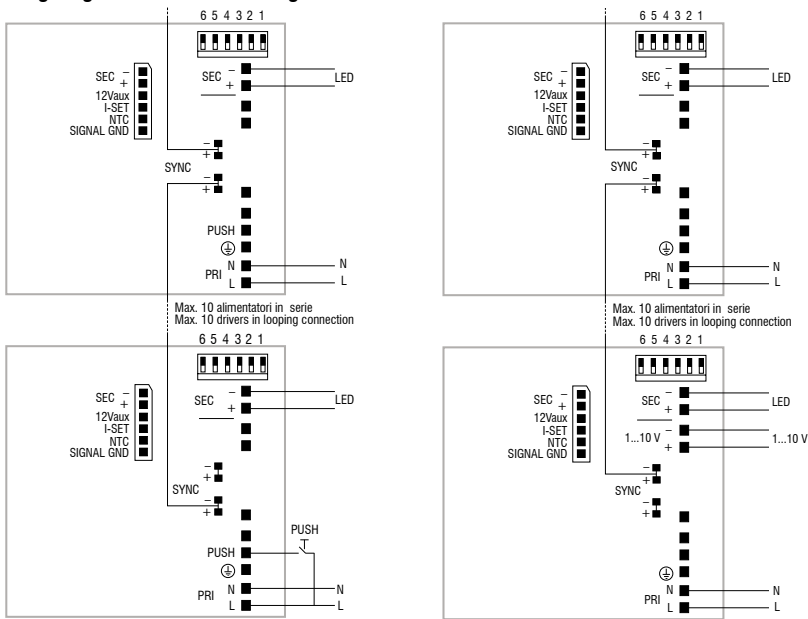 6 5 4 3 2 1
SEC − +
12Vaux
I-SET
NTC
SIGNAL GND
SEC − +
LED
− +
SYNC
− +
PUSH
PRI
N
L
N
L
Max. 10 alimentatori in serie
Max. 10 drivers in looping connection
6 5 4 3 2 1
SEC − +
12Vaux
I-SET
NTC
SIGNAL GND
SEC − +
LED
− +
SYNC
− +
PUSH
PUSH
PRI
N
L
N
L
6 5 4 3 2 1
SEC − +
12Vaux
I-SET
NTC
SIGNAL GND
SEC − +
LED
− +
SYNC
− +
PRI
N
L
N
L
Max. 10 alimentatori in serie
Max. 10 drivers in looping connection
6 5 4 3 2 1
SEC − +
12Vaux
I-SET
NTC
SIGNAL GND
SEC − +
LED
1...10 V − +
1...10 V
− +
SYNC
− +
PRI
N
L
N
L